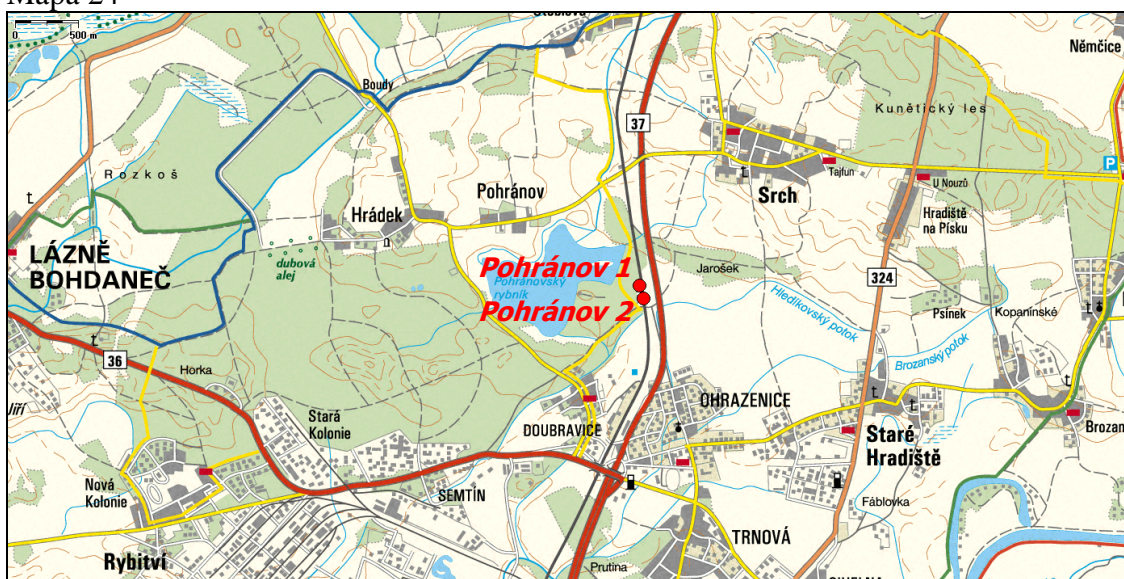 Mapa 24
0 500 m
Němčice
Boudy
37
Kunětický les
Rozkoš
Tajfun
P
U Nouzů
Pohránov
Srch
Hrádek
Hradiště
na Písku
LÁZNĚ
BOHDANEČ
dubová
alej
Pohránov 1
Pohránovský
rybník
Pohránov 2
Jarošek
324
Hledíkovský potok
Psínek
Kopanínské
Brozanský potok
36
Horka
Jiří
Stará
Kolonie
DOUBRAVICE
OHRAZENICE
Staré
Hradiště
Brozan
Nová
Kolonie
SEMTÍN
Fáblovka
Rybitví
TRNOVÁ
Prutina